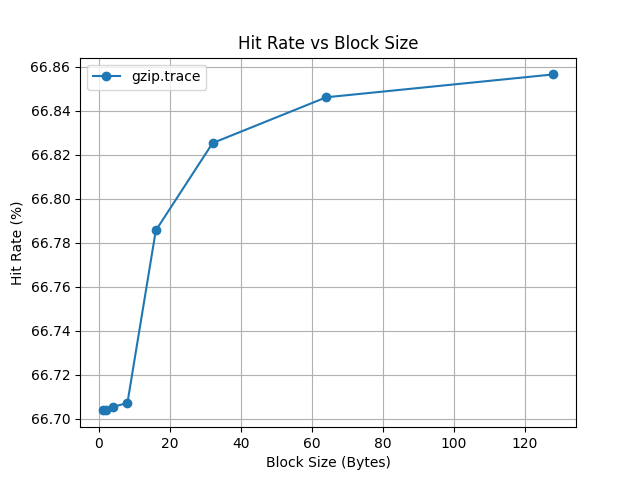 Hit Rate vs Block Size
gzip.trace
Hit Rate (%)
66.86
66.84
66.82
66.80
66.78
66.76
66.74
66.72
66.70
0 20 40 60 80 100 120
Block Size (Bytes)